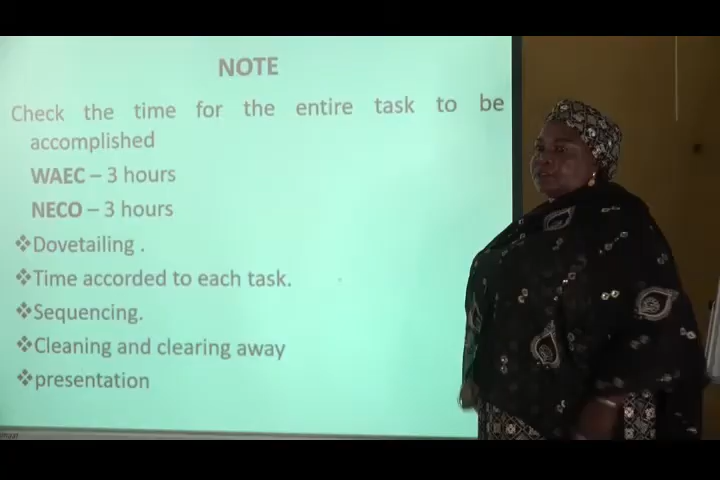 NOTE
Check the time for the entire task to be
accomplished
WAEC – 3 hours
NECO – 3 hours
❖Dovetailing .
❖Time accorded to each task.
❖Sequencing.
❖Cleaning and clearing away
❖presentation